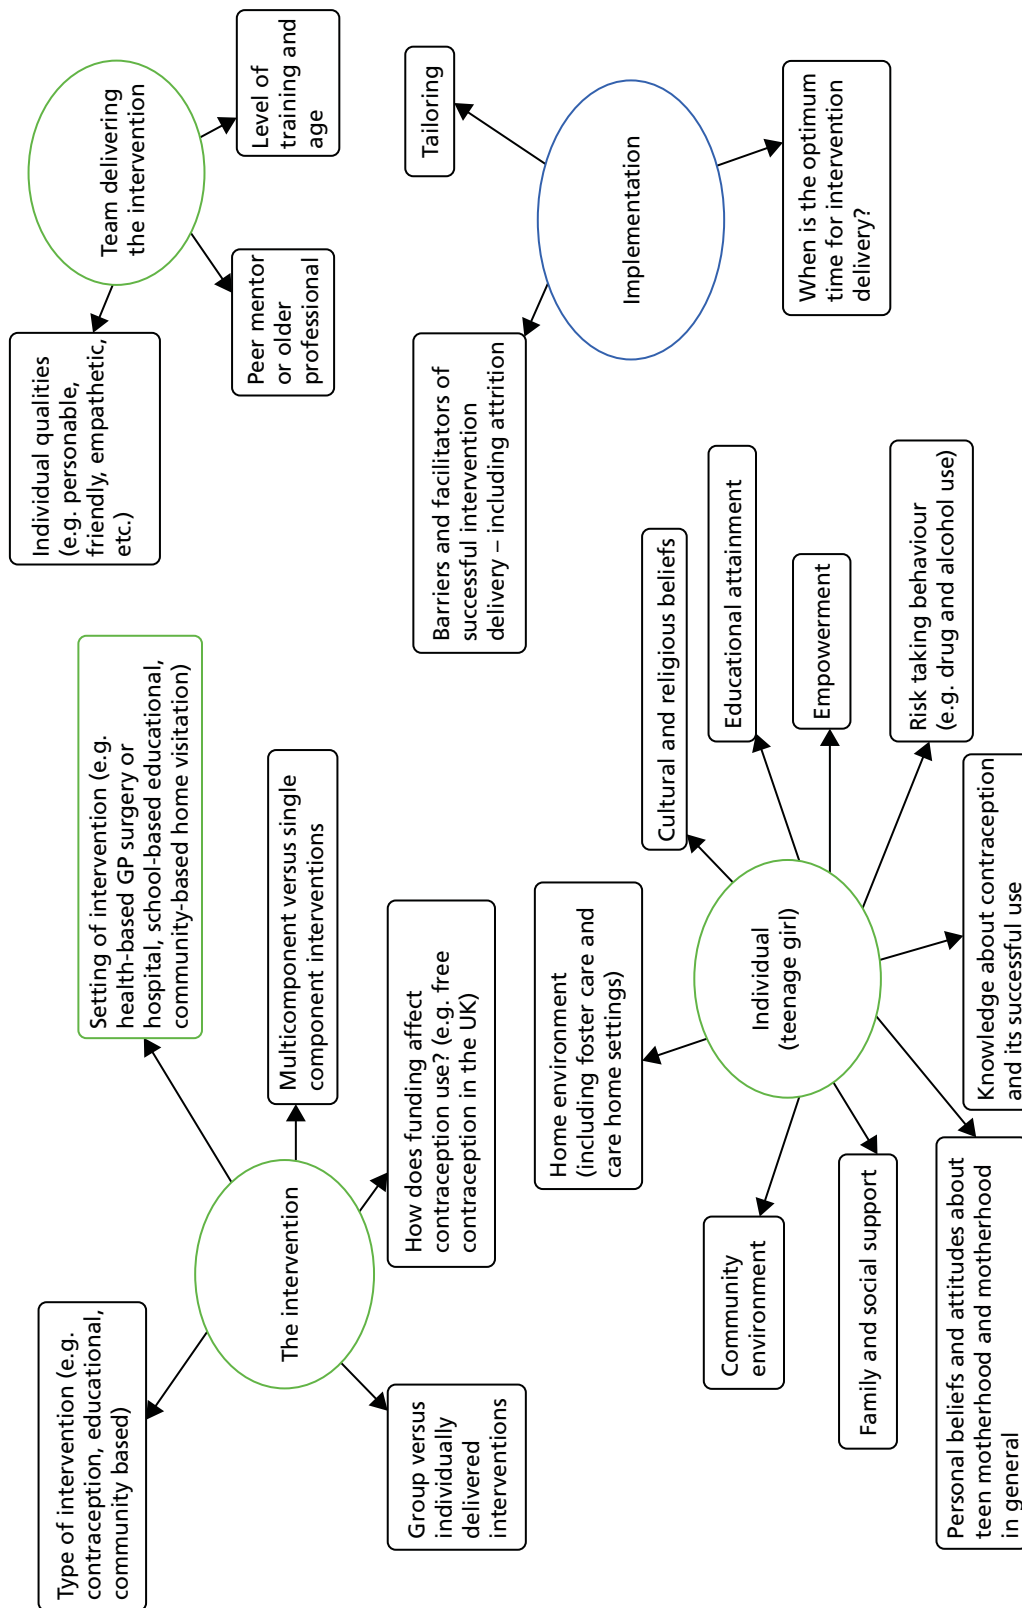 Type of intervention (e.g.
contraception, educational,
community based)
Setting of intervention (e.g.
health-based GP surgery or
hospital, school-based educational,
community-based home visitation)
The intervention
Multicomponent versus single
component interventions
How does funding affect
contraception use? (e.g. free
contraception in the UK)
Group versus
individually
delivered
interventions
Individual qualities
(e.g. personable,
friendly, empathetic,
etc.)
Team delivering
the intervention
Peer mentor
or older
professional
Level of
training and
age
Home environment
(including foster care and
care home settings)
Community
environment
Family and social support
Personal beliefs and attitudes about
teen motherhood and motherhood
in general
Individual
(teenage girl)
Cultural and religious beliefs
Educational attainment
Empowerment
Risk taking behaviour
(e.g. drug and alcohol use)
Knowledge about contraception
and its successful use
Barriers and facilitators of
successful intervention
delivery – including attrition
Tailoring
Implementation
When is the optimum
time for intervention
delivery?